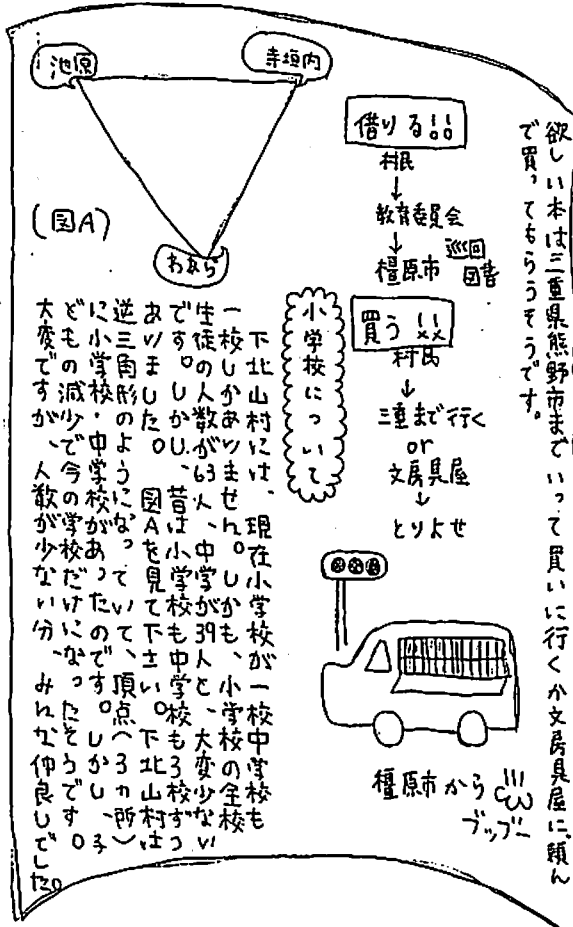 欲しい本は三重県熊野市までいって買いに行くか文房具屋に、頼ん
で買ってもらうそうです。
借りる!!
村民
↓
教育委員会
↓
橿原市 巡回図書
買う!!
村民
↓
三重まで行く
or
文房具屋
↓
とりよせ
橿原市から
ブッブー
池原
寺垣内
わあら
(図A)
小学校について
下北山村には、現在小学校が一校中学校も
一校しかありません。しかも、小学校の全校
生徒の人数が63人、中学が39人と、大変少ない
です。しかし、昔は小学校も中学校も3校ずつ
ありました。 図Aを見て下さい。下北山村は
逆三角形のようになっていて、頂点(3ヵ所)
に小学校・中学校があったのです。しかし、子
どもの減少で今の学校だけになったそうです。
大変ですが、人数が少ない分、みんな仲良しでした。